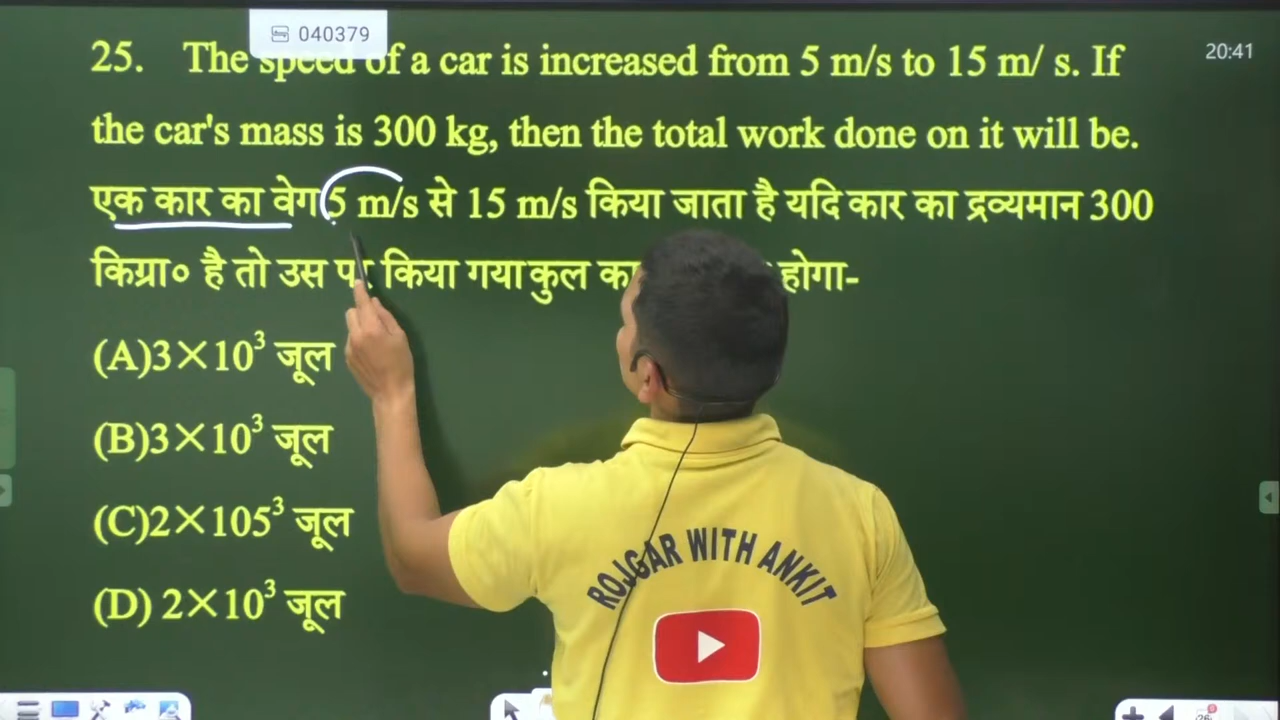 040379
20:41
25. The speed of a car is increased from 5 m/s to 15 m/ s. If
the car's mass is 300 kg, then the total work done on it will be.
एक कार का वेग 5 m/s से 15 m/s किया जाता है यदि कार का द्रव्यमान 300
किग्रा० है तो उस पर किया गया कुल होगा-
(A)3×10³ जूल
(B)3×10³ जूल
(C)2×105³ जूल
(D) 2×10³ जूल
ROJGAR WITH ANKIT